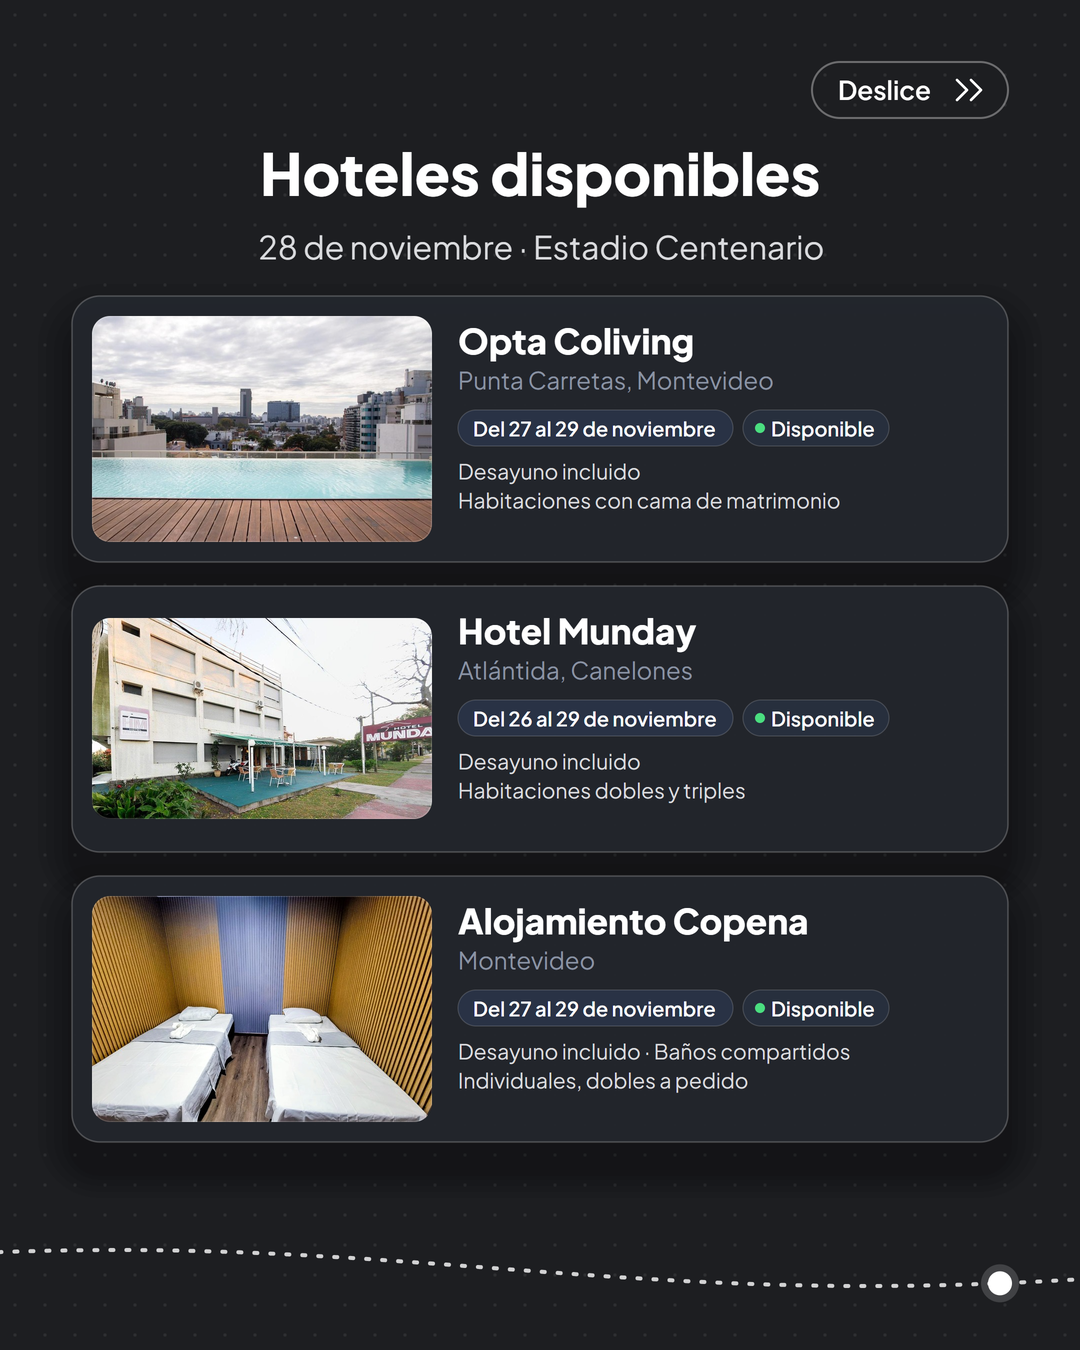 Deslice
Hoteles disponibles
28 de noviembre · Estadio Centenario
Opta Coliving
Punta Carretas, Montevideo
Del 27 al 29 de noviembre
Disponible
Desayuno incluido
Habitaciones con cama de matrimonio
HOTEL
MUNDA
Hotel Munday
Atlántida, Canelones
Del 26 al 29 de noviembre
Disponible
Desayuno incluido
Habitaciones dobles y triples
Alojamiento Copena
Montevideo
Del 27 al 29 de noviembre
Disponible
Desayuno incluido · Baños compartidos
Individuales, dobles a pedido